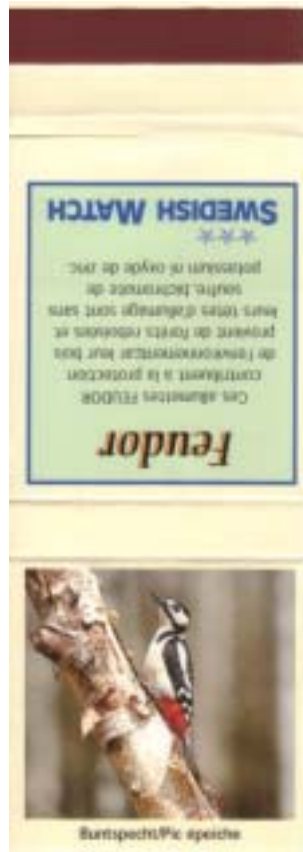 Feudor
Ces allumettes FEUDOR
contribuent à la protection
de l'environnement:car leur bois
provient de forêts reboisées et
leurs têtes d'allumage sont sans
soufre, bichromate de
potassium ni oxyde de zinc
SWEDISH MATCH
Buntspecht/Pic épeiche